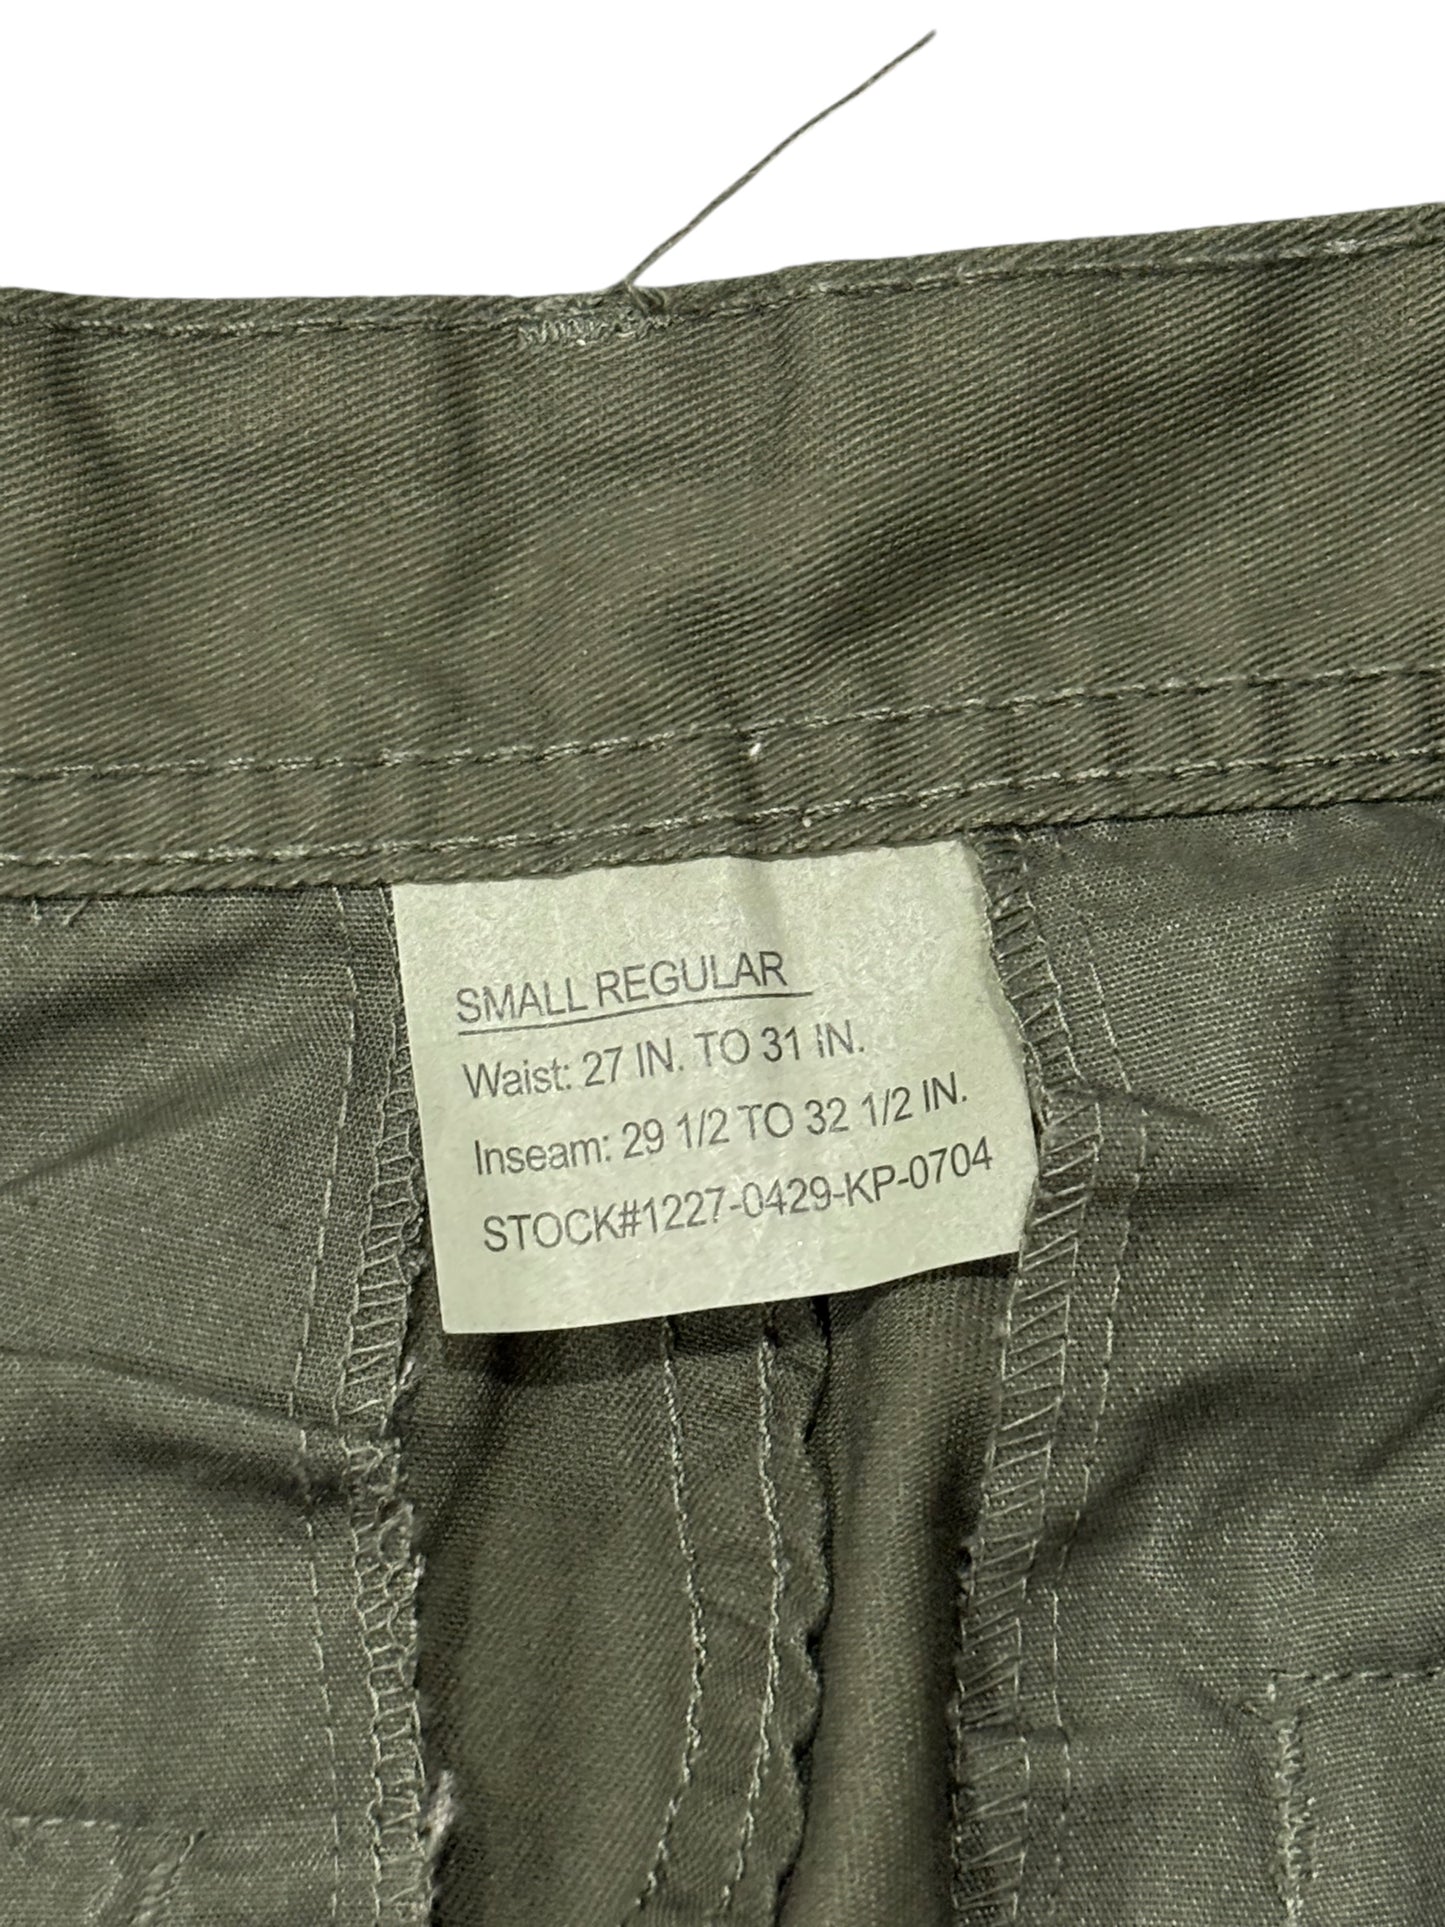 SMALL REGULAR
Waist: 27 IN. TO 31 IN.
Inseam: 29 1/2 TO 32 1/2 IN.
STOCK#1227-0429-KP-0704